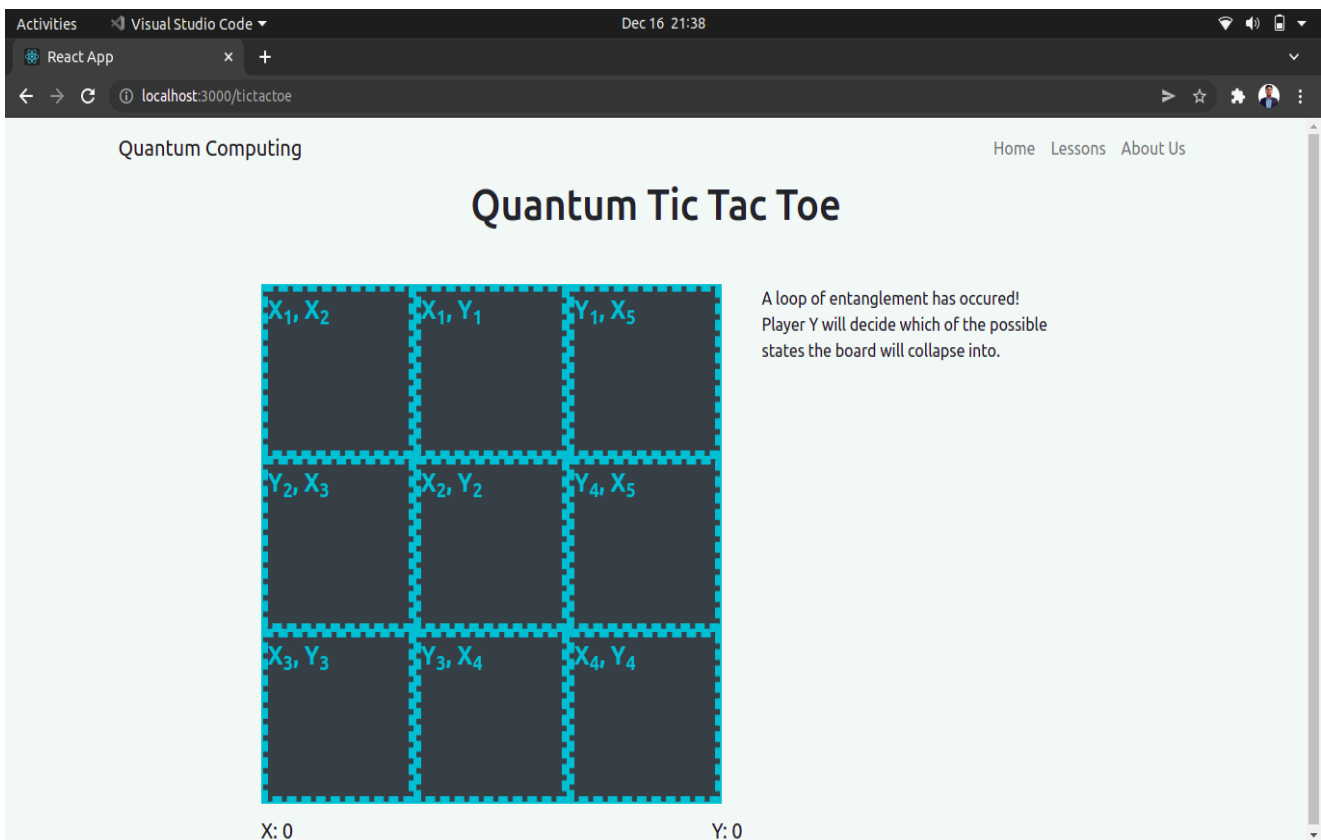 Activities Visual Studio Code Dec 16 21:38
React App
localhost:3000/tictactoe
Quantum Computing Home Lessons About Us
Quantum Tic Tac Toe
X₁, X₂ X₁, Y₁ Y₁, X₅
A loop of entanglement has occured!
Player Y will decide which of the possible
states the board will collapse into.
Y₂, X₃ X₂, Y₂ Y₄, X₅
X₃, Y₃ Y₃, X₄ X₄, Y₄
X: 0 Y: 0